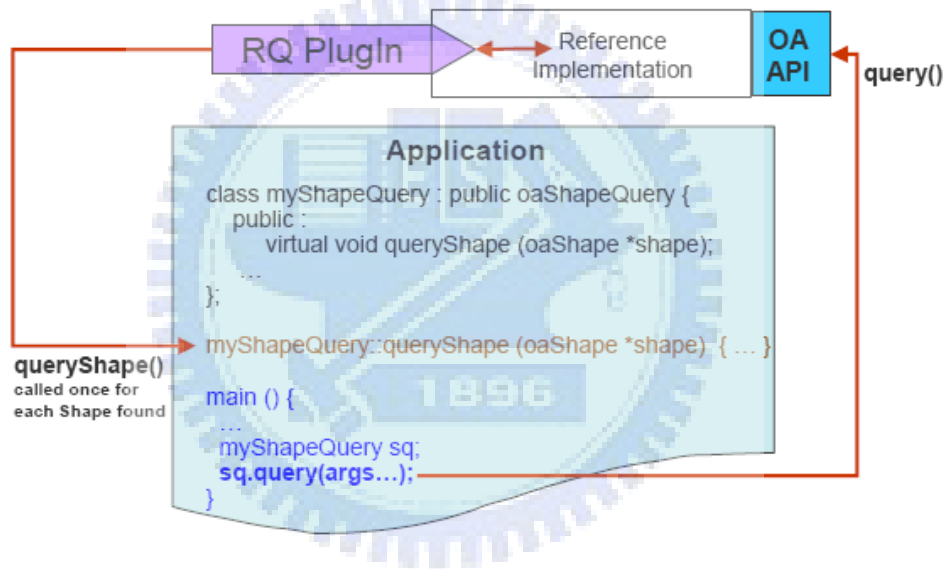 RQ PlugIn
Reference
Implementation
OA
API
query()
Application
class myShapeQuery : public oaShapeQuery {
public :
virtual void queryShape (oaShape *shape);
...
};
myShapeQuery::queryShape (oaShape *shape) { ... }
queryShape()
called once for
each Shape found
main () {
...
myShapeQuery sq;
sq.query(args...);
}
1896